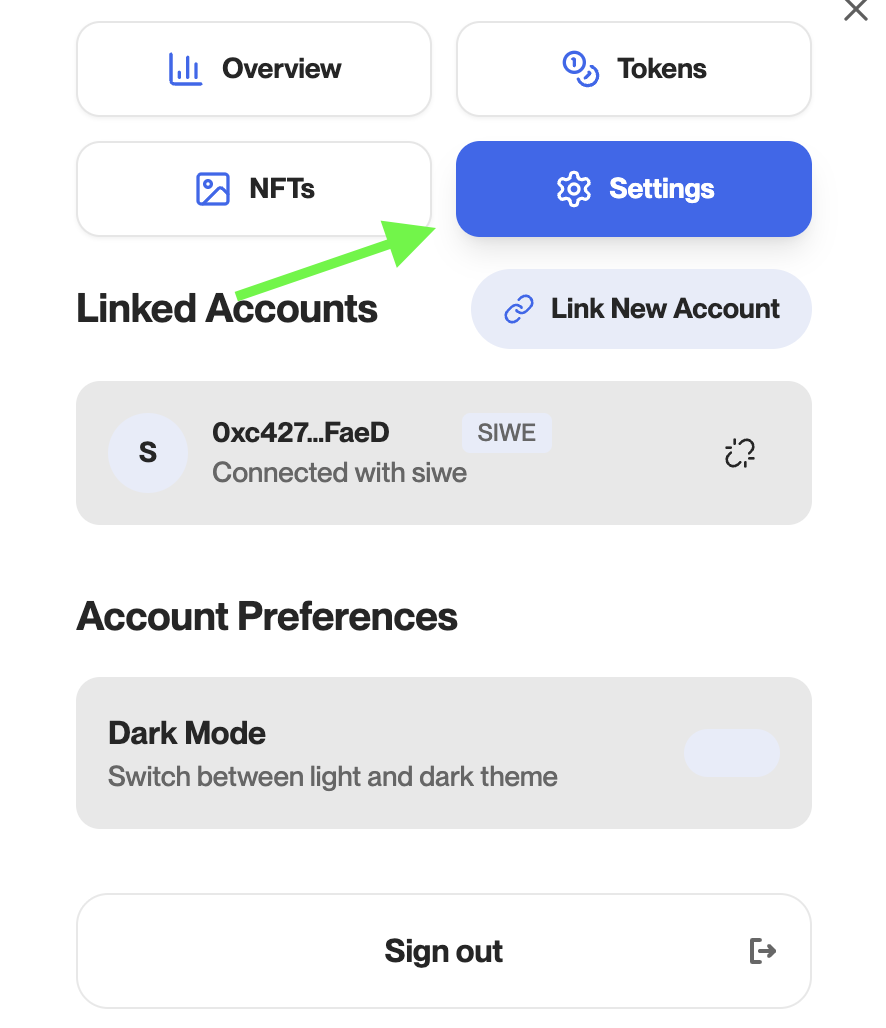 Overview
Tokens
NFTs
Settings
Linked Accounts
Link New Account
S
0xc427...FaeD
SIWE
Connected with siwe
Account Preferences
Dark Mode
Switch between light and dark theme
Sign out